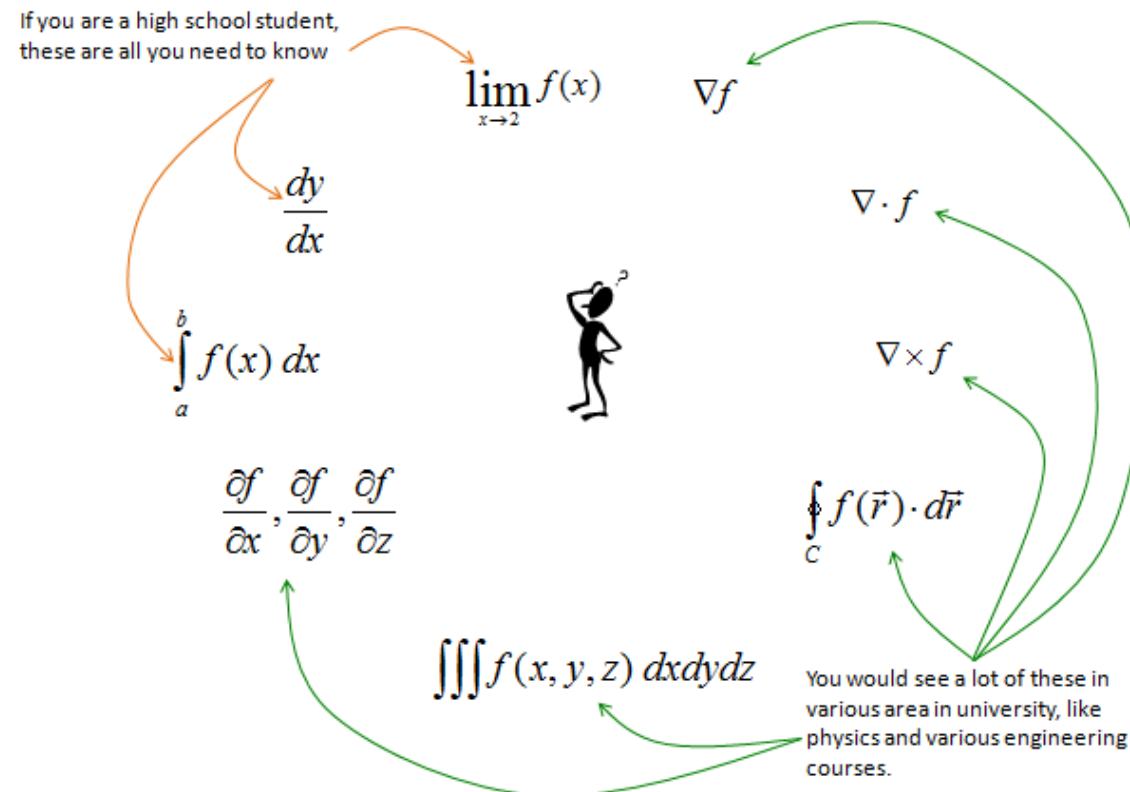 If you are a high school student,
these are all you need to know
lim f(x)
x→2
∇f
dy
dx
∇ · f
?
b
∫ f(x) dx
a
∇ × f
∂f/∂x, ∂f/∂y, ∂f/∂z
∮ f(r⃗) · dr⃗
C
∫∫∫ f(x, y, z) dxdydz
You would see a lot of these in
various area in university, like
physics and various engineering
courses.